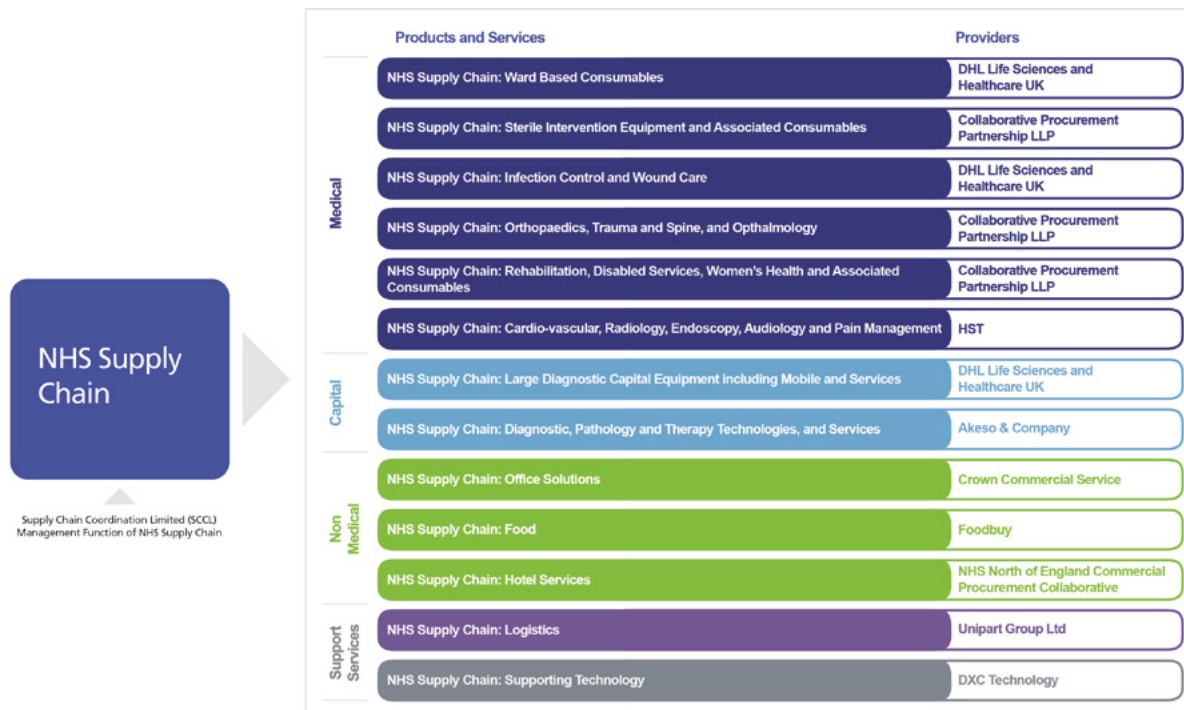 Products and Services
Providers
Medical
NHS Supply Chain: Ward Based Consumables
DHL Life Sciences and
Healthcare UK
NHS Supply Chain: Sterile Intervention Equipment and Associated Consumables
Collaborative Procurement
Partnership LLP
NHS Supply Chain: Infection Control and Wound Care
DHL Life Sciences and
Healthcare UK
NHS Supply Chain: Orthopaedics, Trauma and Spine, and Opthalmology
Collaborative Procurement
Partnership LLP
NHS Supply Chain: Rehabilitation, Disabled Services, Women's Health and Associated
Consumables
Collaborative Procurement
Partnership LLP
NHS Supply Chain: Cardio-vascular, Radiology, Endoscopy, Audiology and Pain Management
HST
Capital
NHS Supply Chain: Large Diagnostic Capital Equipment including Mobile and Services
DHL Life Sciences and
Healthcare UK
NHS Supply Chain: Diagnostic, Pathology and Therapy Technologies, and Services
Akeso & Company
Non
Medical
NHS Supply Chain: Office Solutions
Crown Commercial Service
NHS Supply Chain: Food
Foodbuy
NHS Supply Chain: Hotel Services
NHS North of England Commercial
Procurement Collaborative
Support
Services
NHS Supply Chain: Logistics
Unipart Group Ltd
NHS Supply Chain: Supporting Technology
DXC Technology
NHS Supply
Chain
Supply Chain Coordination Limited (SCCL)
Management Function of NHS Supply Chain